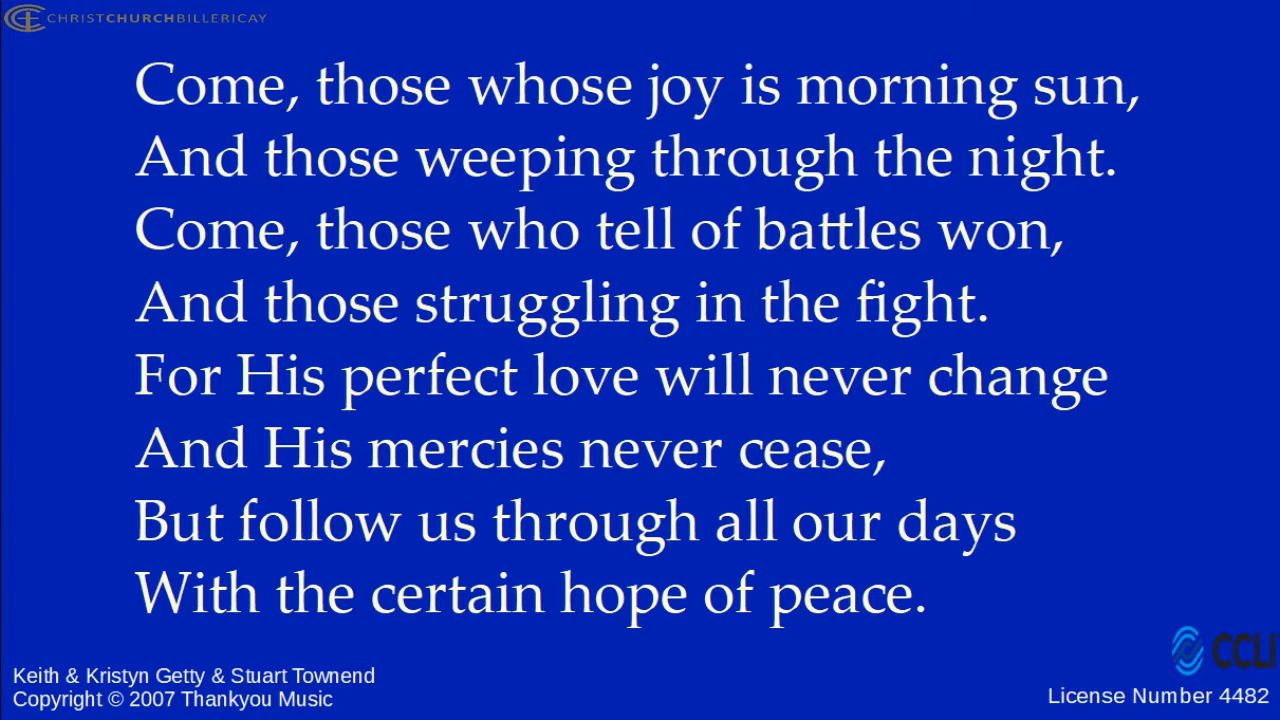 CHRISTCHURCHBILLERICAY
Come, those whose joy is morning sun,
And those weeping through the night.
Come, those who tell of battles won,
And those struggling in the fight.
For His perfect love will never change
And His mercies never cease,
But follow us through all our days
With the certain hope of peace.
Keith & Kristyn Getty & Stuart Townend
Copyright © 2007 Thankyou Music
CCLI
License Number 4482